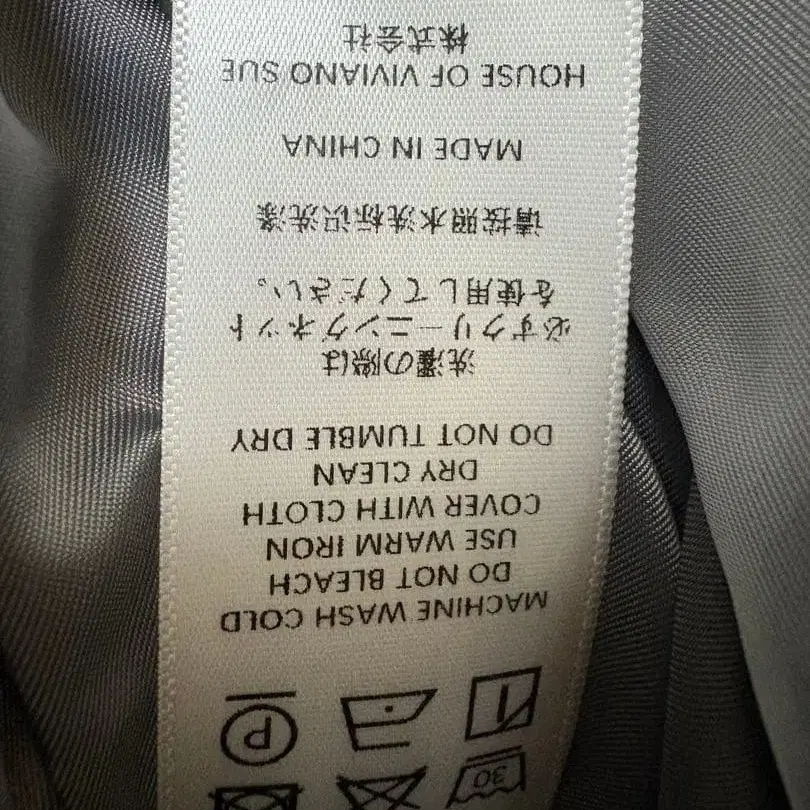 30
P
MACHINE WASH COLD
DO NOT BLEACH
USE WARM IRON
COVER WITH CLOTH
DRY CLEAN
DO NOT TUMBLE DRY
洗濯の際は
必ずクリーニングネット
を使用してください。
请按照水洗标识洗涤
MADE IN CHINA
HOUSE OF VIVIANO SUE
株式会社